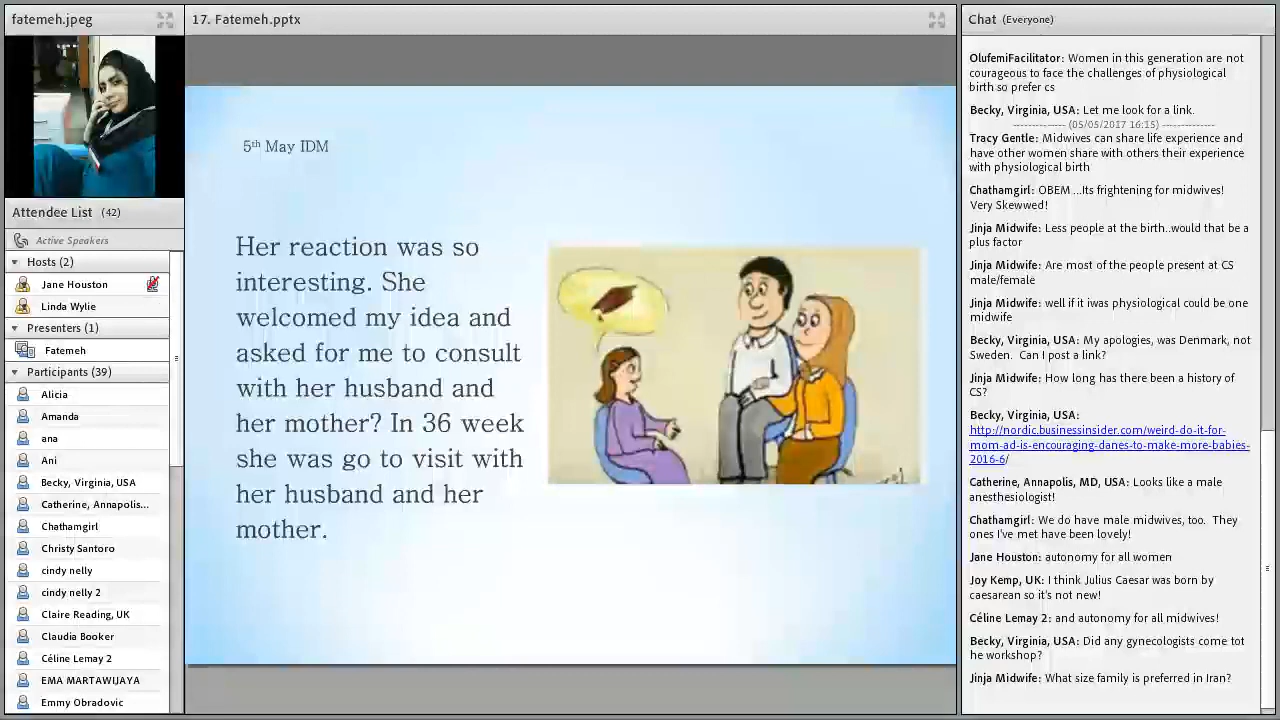 fatemeh.jpeg
Attendee List (42)
Active Speakers
Hosts (2)
Jane Houston
Linda Wylie
Presenters (1)
Fatemeh
Participants (39)
Alicia
Amanda
ana
Ani
Becky, Virginia, USA
Catherine, Annapolis...
Chathamgirl
Christy Santoro
cindy nelly
cindy nelly 2
Claire Reading, UK
Claudia Booker
Céline Lemay 2
EMA MARTAWIJAYA
Emmy Obradovic
17. Fatemeh.pptx
5th May IDM
Her reaction was so
interesting. She
welcomed my idea and
asked for me to consult
with her husband and
her mother? In 36 week
she was go to visit with
her husband and her
mother.
Chat (Everyone)
OlufemiFacilitator: Women in this generation are not
courageous to face the challenges of physiological
birth so prefer cs
Becky, Virginia, USA: Let me look for a link.
--------------- (05/05/2017 16:15) ---------------
Tracy Gentle: Midwives can share life experience and
have other women share with others their experience
with physiological birth
Chathamgirl: OBEM ...Its frightening for midwives!
Very Skewwed!
Jinja Midwife: Less people at the birth..would that be a
plus factor
Jinja Midwife: Are most of the people present at CS
male/female
Jinja Midwife: well if it iwas physiological could be one
midwife
Becky, Virginia, USA: My apologies, was Denmark, not
Sweden. Can I post a link?
Jinja Midwife: How long has there been a history of
CS?
Becky, Virginia, USA:
http://nordic.businessinsider.com/weird-do-it-for-
mom-ad-is-encouraging-danes-to-make-more-babies-
2016-6/
Catherine, Annapolis, MD, USA: Looks like a male
anesthesiologist!
Chathamgirl: We do have male midwives, too. They
ones I've met have been lovely!
Jane Houston: autonomy for all women
Joy Kemp, UK: I think Julius Caesar was born by
caesarean so it's not new!
Céline Lemay 2: and autonomy for all midwives!
Becky, Virginia, USA: Did any gynecologists come tot
he workshop?
Jinja Midwife: What size family is preferred in Iran?